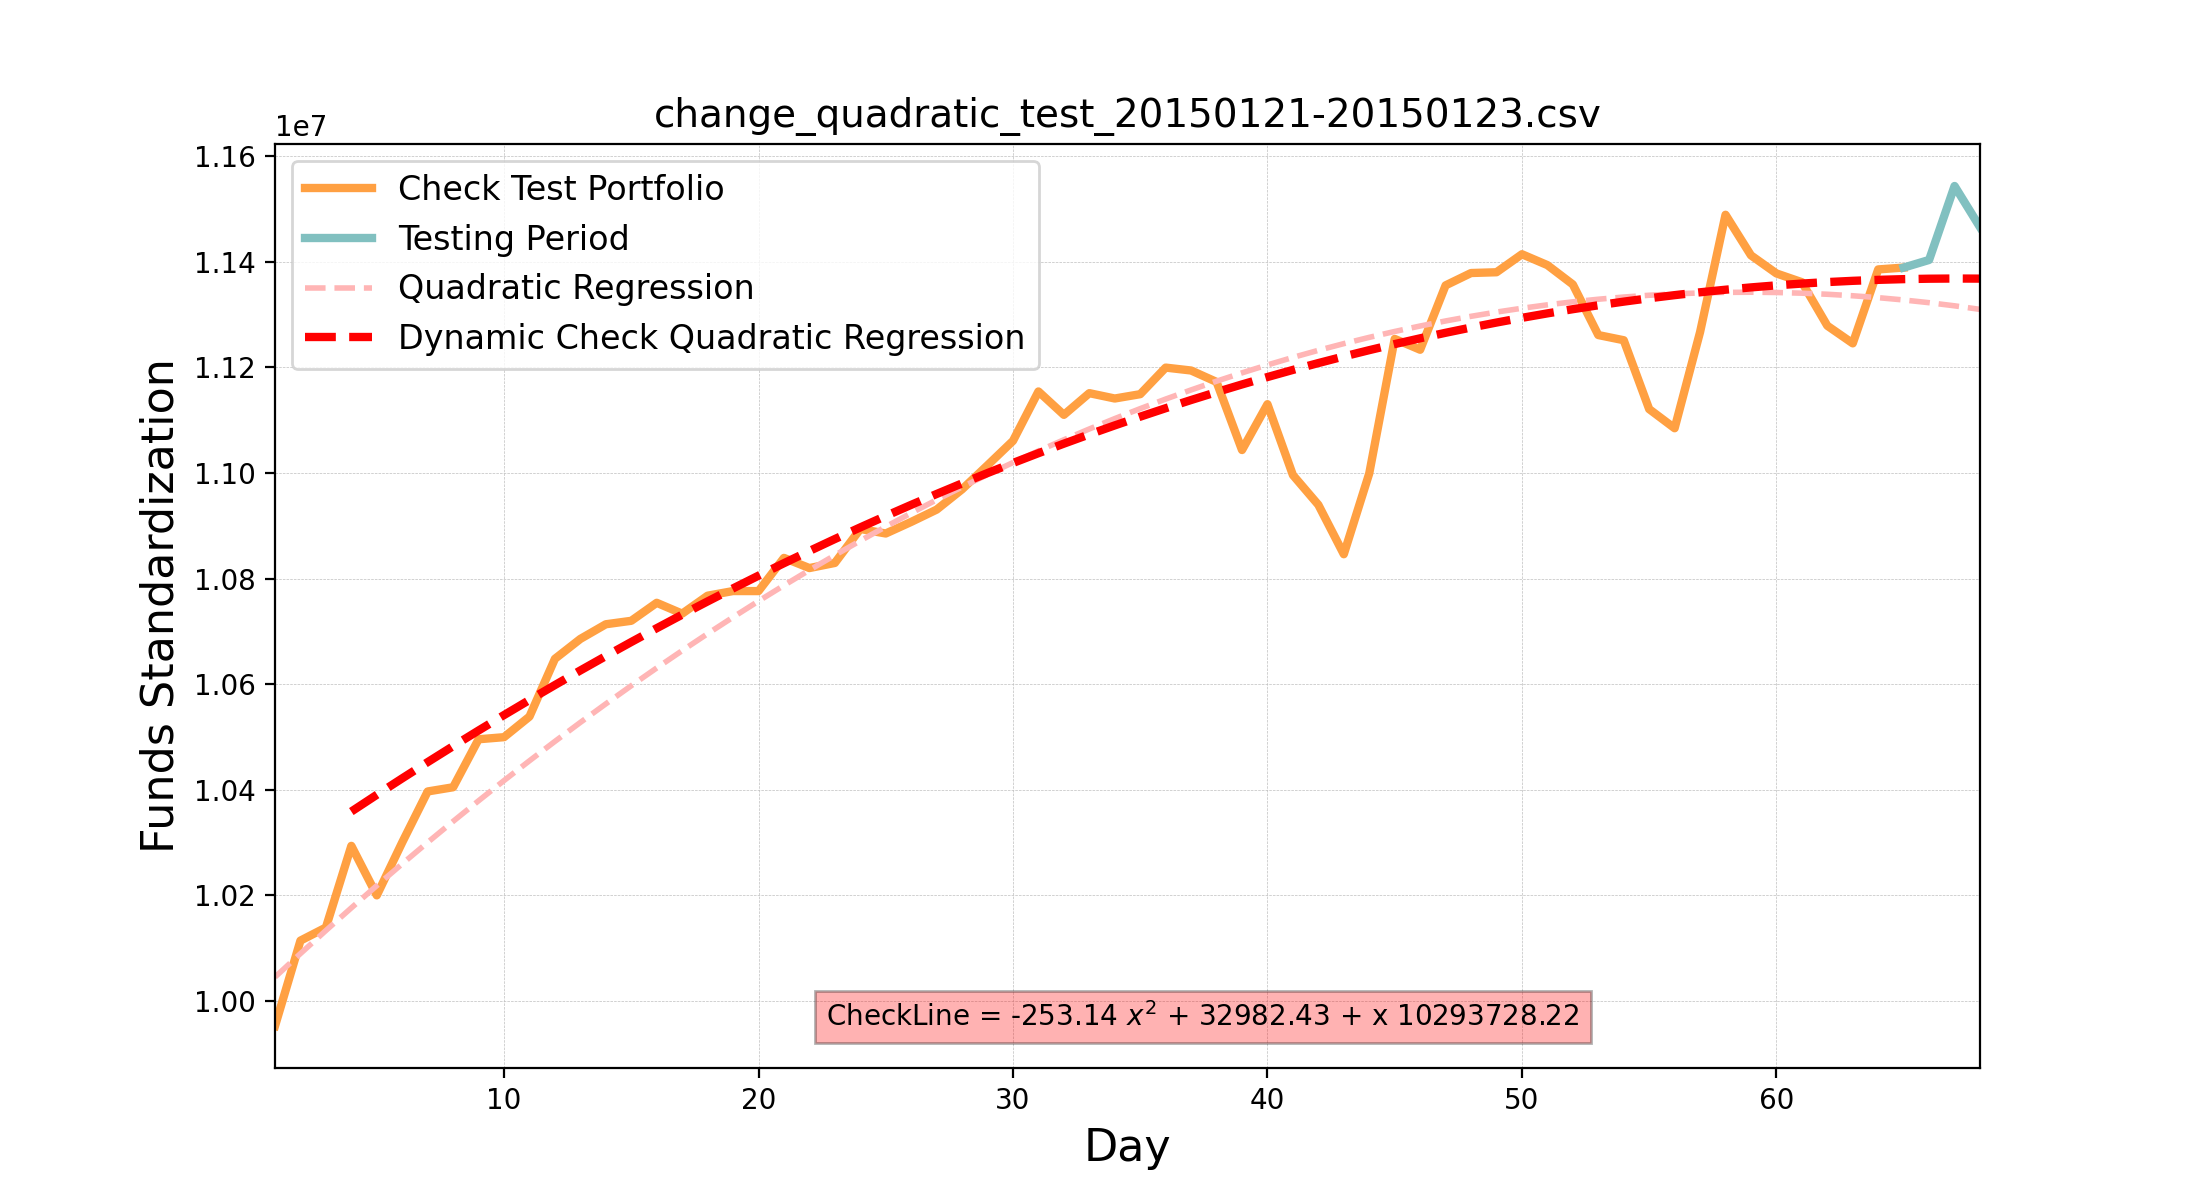 change_quadratic_test_20150121-20150123.csv
1e7
1.16
1.14
1.12
1.10
1.08
1.06
1.04
1.02
1.00
Funds Standardization
Check Test Portfolio
Testing Period
Quadratic Regression
Dynamic Check Quadratic Regression
CheckLine = -253.14 x² + 32982.43 + x 10293728.22
10 20 30 40 50 60
Day